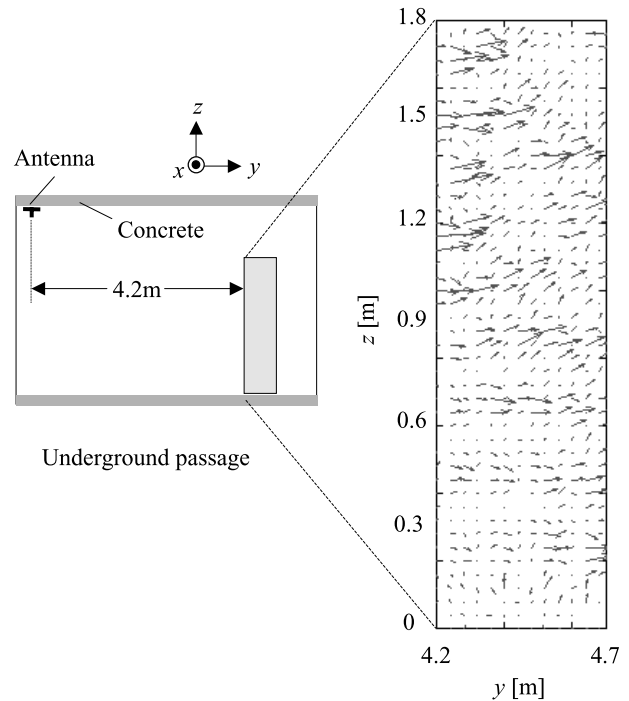 z
x
y
Antenna
Concrete
4.2m
Underground passage
1.8
1.5
1.2
0.9
0.6
0.3
0
z [m]
4.2
4.7
y [m]